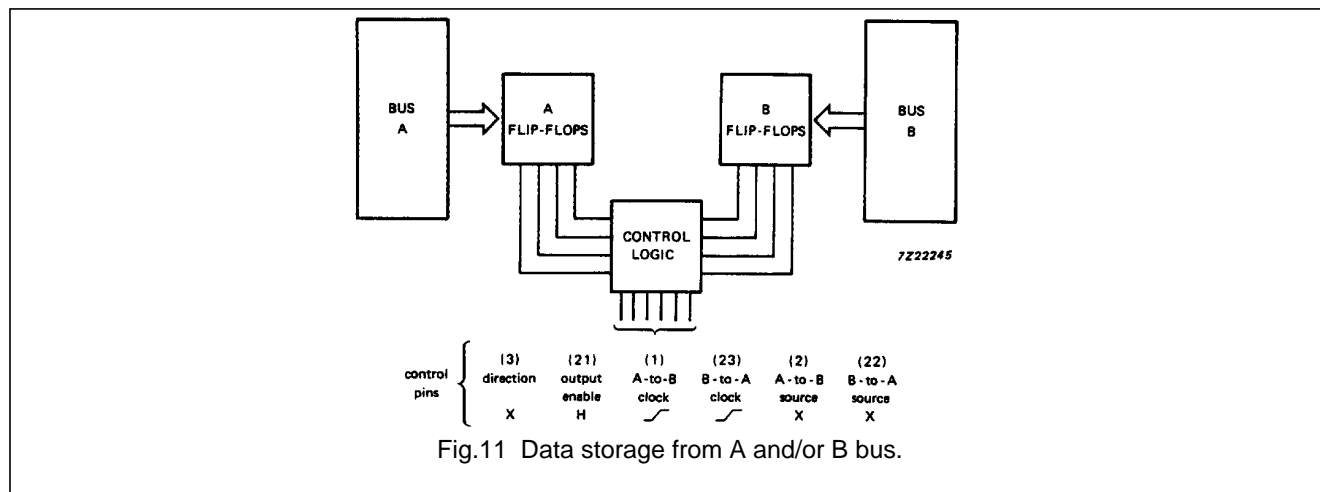 BUS
A
A
FLIP-FLOPS
B
FLIP-FLOPS
BUS
B
CONTROL
LOGIC
7Z22245
control
pins
(3) (21) (1) (23) (2) (22)
direction output A-to-B B-to-A A-to-B B-to-A
enable clock clock source source
X H X X
Fig.11 Data storage from A and/or B bus.